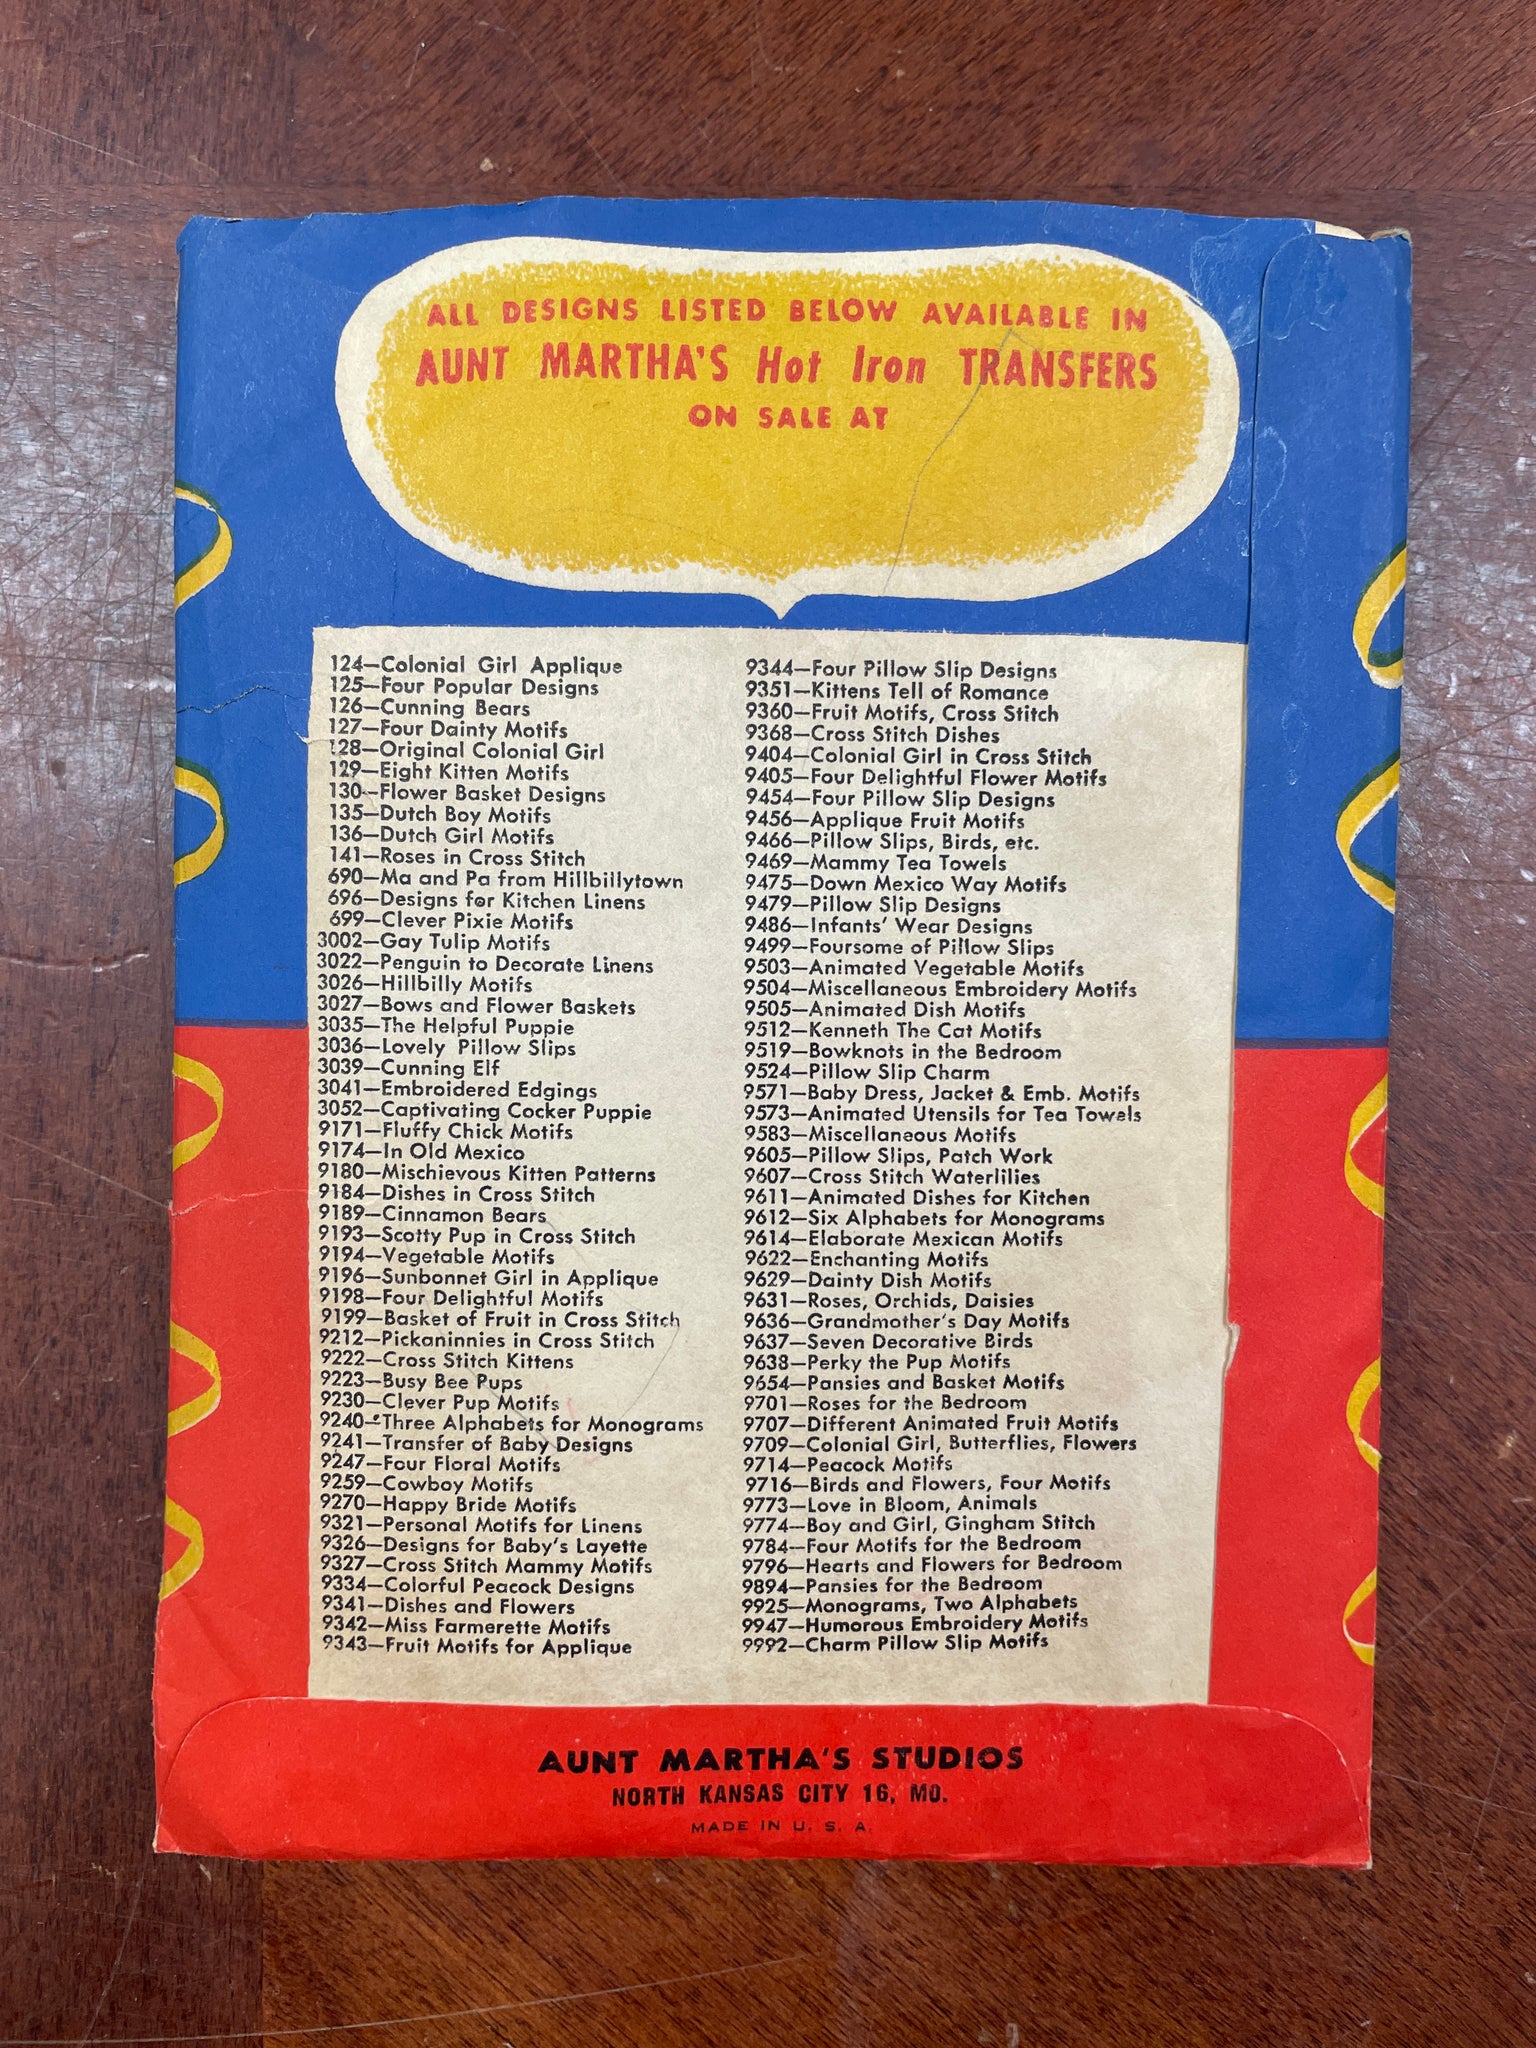 ALL DESIGNS LISTED BELOW AVAILABLE IN
AUNT MARTHA'S Hot Iron TRANSFERS
ON SALE AT
124—Colonial Girl Applique
125—Four Popular Designs
126—Cunning Bears
127—Four Dainty Motifs
128—Original Colonial Girl
129—Eight Kitten Motifs
130—Flower Basket Designs
135—Dutch Boy Motifs
136—Dutch Girl Motifs
141—Roses in Cross Stitch
690—Ma and Pa from Hillbillytown
696—Designs for Kitchen Linens
699—Clever Pixie Motifs
3002—Gay Tulip Motifs
3022—Penguin to Decorate Linens
3026—Hillbilly Motifs
3027—Bows and Flower Baskets
3035—The Helpful Puppie
3036—Lovely Pillow Slips
3039—Cunning Elf
3041—Embroidered Edgings
3052—Captivating Cocker Puppie
9171—Fluffy Chick Motifs
9174—In Old Mexico
9180—Mischievous Kitten Patterns
9184—Dishes in Cross Stitch
9189—Cinnamon Bears
9193—Scotty Pup in Cross Stitch
9194—Vegetable Motifs
9196—Sunbonnet Girl in Applique
9198—Four Delightful Motifs
9199—Basket of Fruit in Cross Stitch
9212—Pickaninnies in Cross Stitch
9222—Cross Stitch Kittens
9223—Busy Bee Pups
9230—Clever Pup Motifs
9240—Three Alphabets for Monograms
9241—Transfer of Baby Designs
9247—Four Floral Motifs
9259—Cowboy Motifs
9270—Happy Bride Motifs
9321—Personal Motifs for Linens
9326—Designs for Baby's Layette
9327—Cross Stitch Mammy Motifs
9334—Colorful Peacock Designs
9341—Dishes and Flowers
9342—Miss Farmerette Motifs
9343—Fruit Motifs for Applique
9344—Four Pillow Slip Designs
9351—Kittens Tell of Romance
9360—Fruit Motifs, Cross Stitch
9368—Cross Stitch Dishes
9404—Colonial Girl in Cross Stitch
9405—Four Delightful Flower Motifs
9454—Four Pillow Slip Designs
9456—Applique Fruit Motifs
9466—Pillow Slips, Birds, etc.
9469—Mammy Tea Towels
9475—Down Mexico Way Motifs
9479—Pillow Slip Designs
9486—Infants' Wear Designs
9499—Foursome of Pillow Slips
9503—Animated Vegetable Motifs
9504—Miscellaneous Embroidery Motifs
9505—Animated Dish Motifs
9512—Kenneth The Cat Motifs
9519—Bowknots in the Bedroom
9524—Pillow Slip Charm
9571—Baby Dress, Jacket & Emb. Motifs
9573—Animated Utensils for Tea Towels
9583—Miscellaneous Motifs
9605—Pillow Slips, Patch Work
9607—Cross Stitch Waterlilies
9611—Animated Dishes for Kitchen
9612—Six Alphabets for Monograms
9614—Elaborate Mexican Motifs
9622—Enchanting Motifs
9629—Dainty Dish Motifs
9631—Roses, Orchids, Daisies
9636—Grandmother's Day Motifs
9637—Seven Decorative Birds
9638—Perky the Pup Motifs
9654—Pansies and Basket Motifs
9701—Roses for the Bedroom
9707—Different Animated Fruit Motifs
9709—Colonial Girl, Butterflies, Flowers
9714—Peacock Motifs
9716—Birds and Flowers, Four Motifs
9773—Love in Bloom, Animals
9774—Boy and Girl, Gingham Stitch
9784—Four Motifs for the Bedroom
9796—Hearts and Flowers for Bedroom
9894—Pansies for the Bedroom
9925—Monograms, Two Alphabets
9947—Humorous Embroidery Motifs
9992—Charm Pillow Slip Motifs
AUNT MARTHA'S STUDIOS
NORTH KANSAS CITY 16, MO.
MADE IN U. S. A.